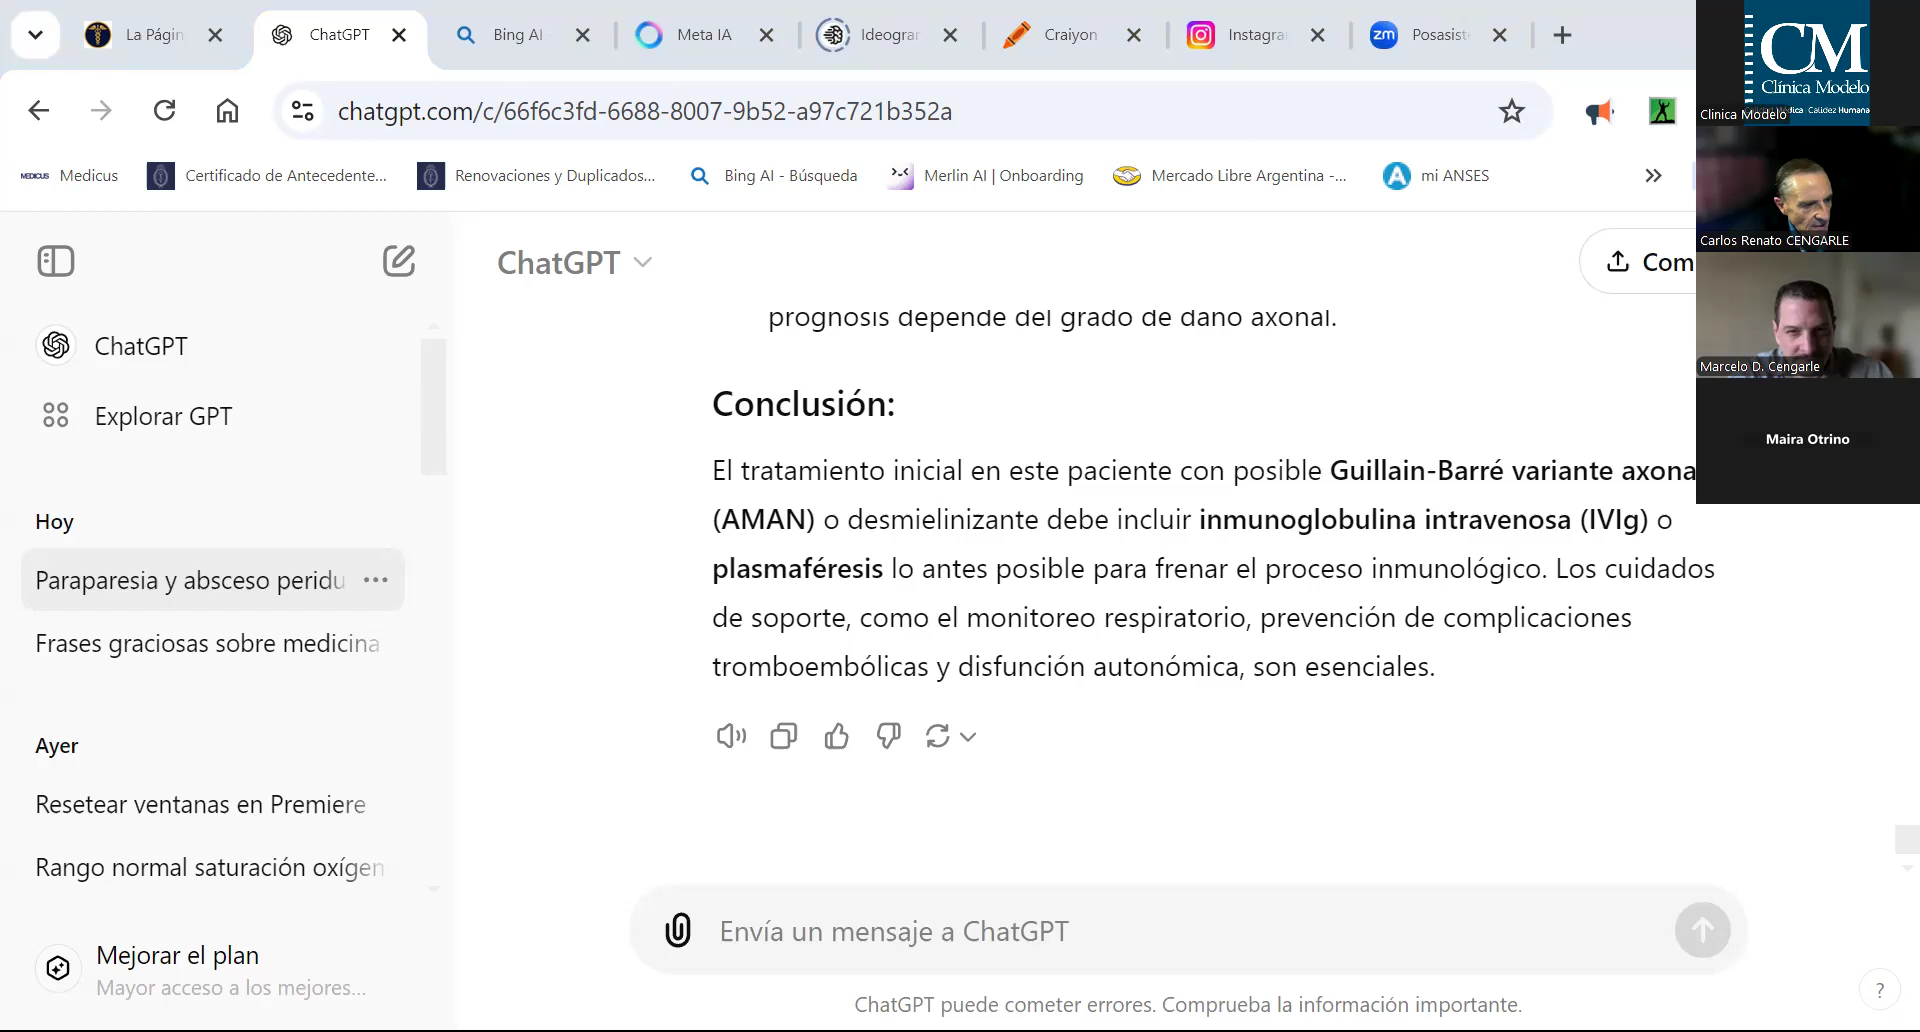 La Págin
ChatGPT
Bing AI
Meta IA
Ideogra
Craiyon
Instagra
zm
Posasist
chatgpt.com/c/66f6c3fd-6688-8007-9b52-a97c721b352a
MEDICUS Medicus
Certificado de Antecedente...
Renovaciones y Duplicados...
Bing AI - Búsqueda
Merlin AI | Onboarding
Mercado Libre Argentina -...
mi ANSES
CM
Clínica Modelo
Calidez Humana
Clinica Modelo
Carlos Renato CENGARLE
Marcelo D. Cengarle
Maira Otrino
ChatGPT
Explorar GPT
Hoy
Paraparesia y absceso peridu
Frases graciosas sobre medicina
Ayer
Resetear ventanas en Premiere
Rango normal saturación oxígen
Mejorar el plan
Mayor acceso a los mejores...
ChatGPT
Com
prognosis depende del grado de daño axonal.
Conclusión:
El tratamiento inicial en este paciente con posible Guillain-Barré variante axona
(AMAN) o desmielinizante debe incluir inmunoglobulina intravenosa (IVIg) o
plasmaféresis lo antes posible para frenar el proceso inmunológico. Los cuidados
de soporte, como el monitoreo respiratorio, prevención de complicaciones
tromboembólicas y disfunción autonómica, son esenciales.
Envía un mensaje a ChatGPT
ChatGPT puede cometer errores. Comprueba la información importante.
?